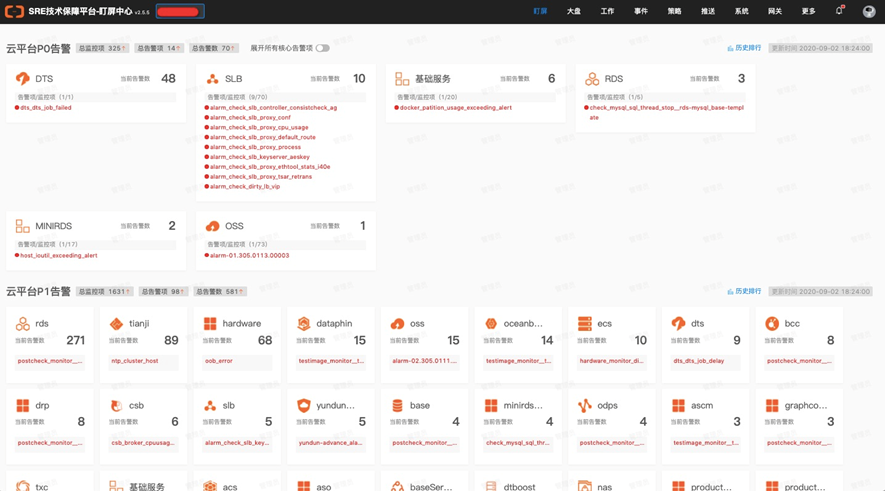 SRE技术保障平台-盯屏中心 v2.5.5
盯屏 大盘 工作 事件 策略 推送 系统 网关 更多
云平台P0告警 总监控项 325↑ 总告警项 14↑ 总告警数 70↑ 展开所有核心告警项 历史排行 更新时间 2020-09-02 18:24:00
DTS 当前告警数 48
告警项/监控项 (1/1)
dts_dts_job_failed
SLB 当前告警数 10
告警项/监控项 (9/70)
alarm_check_slb_controller_consistcheck_ag
alarm_check_slb_proxy_conf
alarm_check_slb_proxy_cpu_usage
alarm_check_slb_proxy_default_route
alarm_check_slb_proxy_process
alarm_check_slb_keyserver_aeskey
alarm_check_slb_proxy_ethtool_stats_i40e
alarm_check_slb_proxy_tsar_retrans
alarm_check_dirty_lb_vip
基础服务 当前告警数 6
告警项/监控项 (1/20)
docker_patition_usage_exceeding_alert
RDS 当前告警数 3
告警项/监控项 (1/6)
check_mysql_sql_thread_stop__rds-mysql_base-templ
ate
MINIRDS 当前告警数 2
告警项/监控项 (1/17)
host_ioutil_exceeding_alert
OSS 当前告警数 1
告警项/监控项 (1/73)
alarm-01.305.0113.00003
云平台P1告警 总监控项 1631↑ 总告警项 98↑ 总告警数 581↑ 历史排行 更新时间 2020-09-02 18:24:00
rds
当前告警数 271
postcheck_monitor__...
tianji
当前告警数 89
ntp_cluster_host
hardware
当前告警数 68
oob_error
dataphin
当前告警数 15
testimage_monitor__t...
oss
当前告警数 15
alarm-02.305.0111....
oceanb...
当前告警数 14
testimage_monitor__t...
ecs
当前告警数 10
hardware_monitor_di...
dts
当前告警数 9
dts_dts_job_delay
bcc
当前告警数 8
postcheck_monitor__...
drp
当前告警数 8
postcheck_monitor__...
csb
当前告警数 6
csb_broker_cpuusag...
slb
当前告警数 5
alarm_check_slb_key...
yundun...
当前告警数 5
yundun-advance_ala...
base
当前告警数 4
postcheck_monitor__...
minirds...
当前告警数 4
check_mysql_sql_thr...
odps
当前告警数 4
postcheck_monitor__...
ascm
当前告警数 3
testimage_monitor__t...
graphco...
当前告警数 3
postcheck_monitor__...
txc
基础服务
acs
aso
baseSer...
dtboost
nas
product...
product...